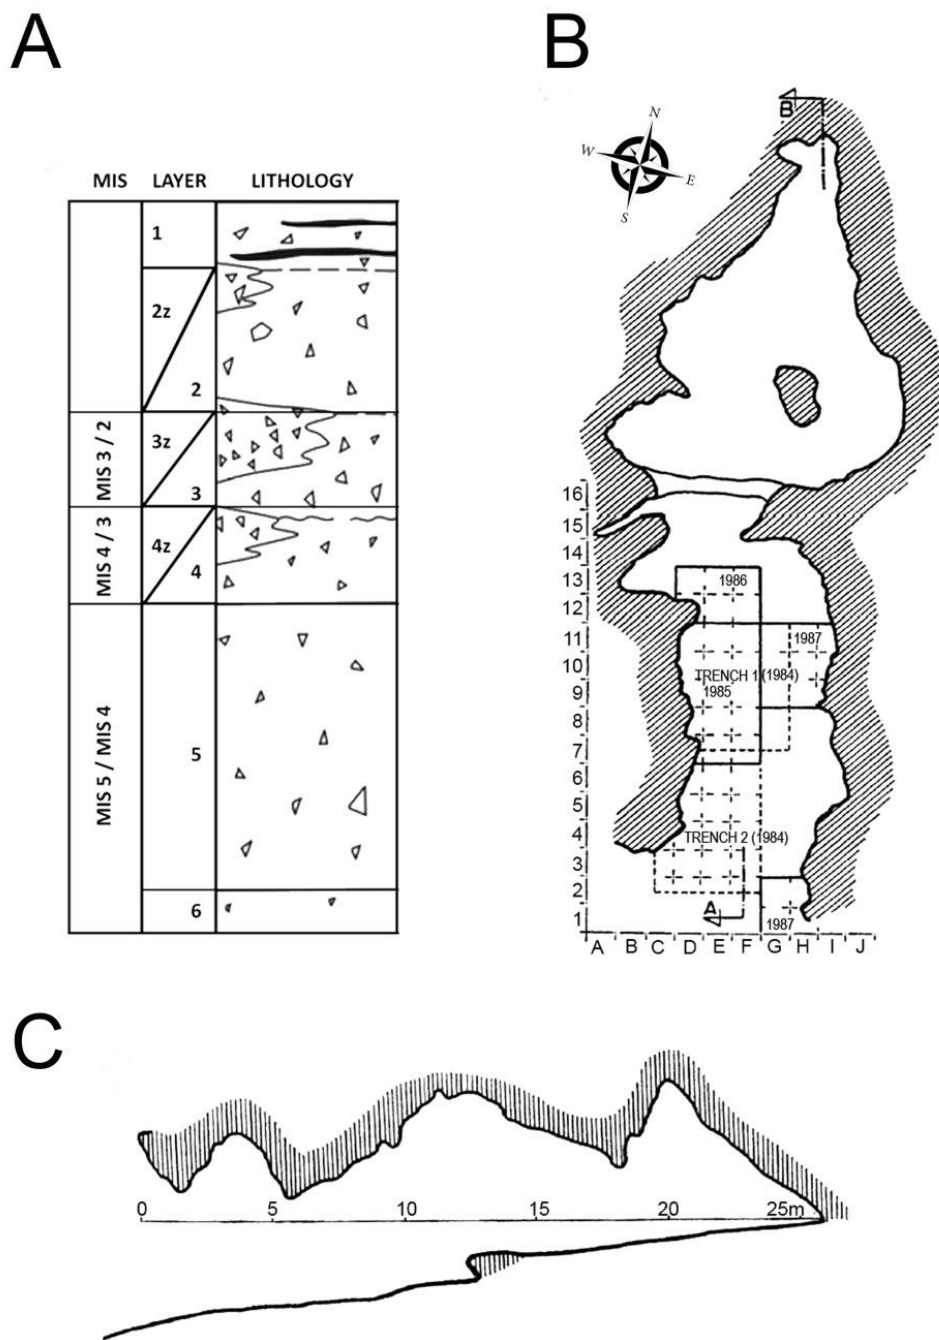 A
MIS LAYER LITHOLOGY
1
2z
2
MIS 3 / 2
3z
3
MIS 4 / 3
4z
4
MIS 5 / MIS 4
5
6
B
B
N
W
E
S
16
15
14
13
12
11
10
9
8
7
6
5
4
3
2
1
1986
1987
TRENCH 1 (1984)
1985
TRENCH 2 (1984)
A
1987
A B C D E F G H I J
C
0 5 10 15 20 25m